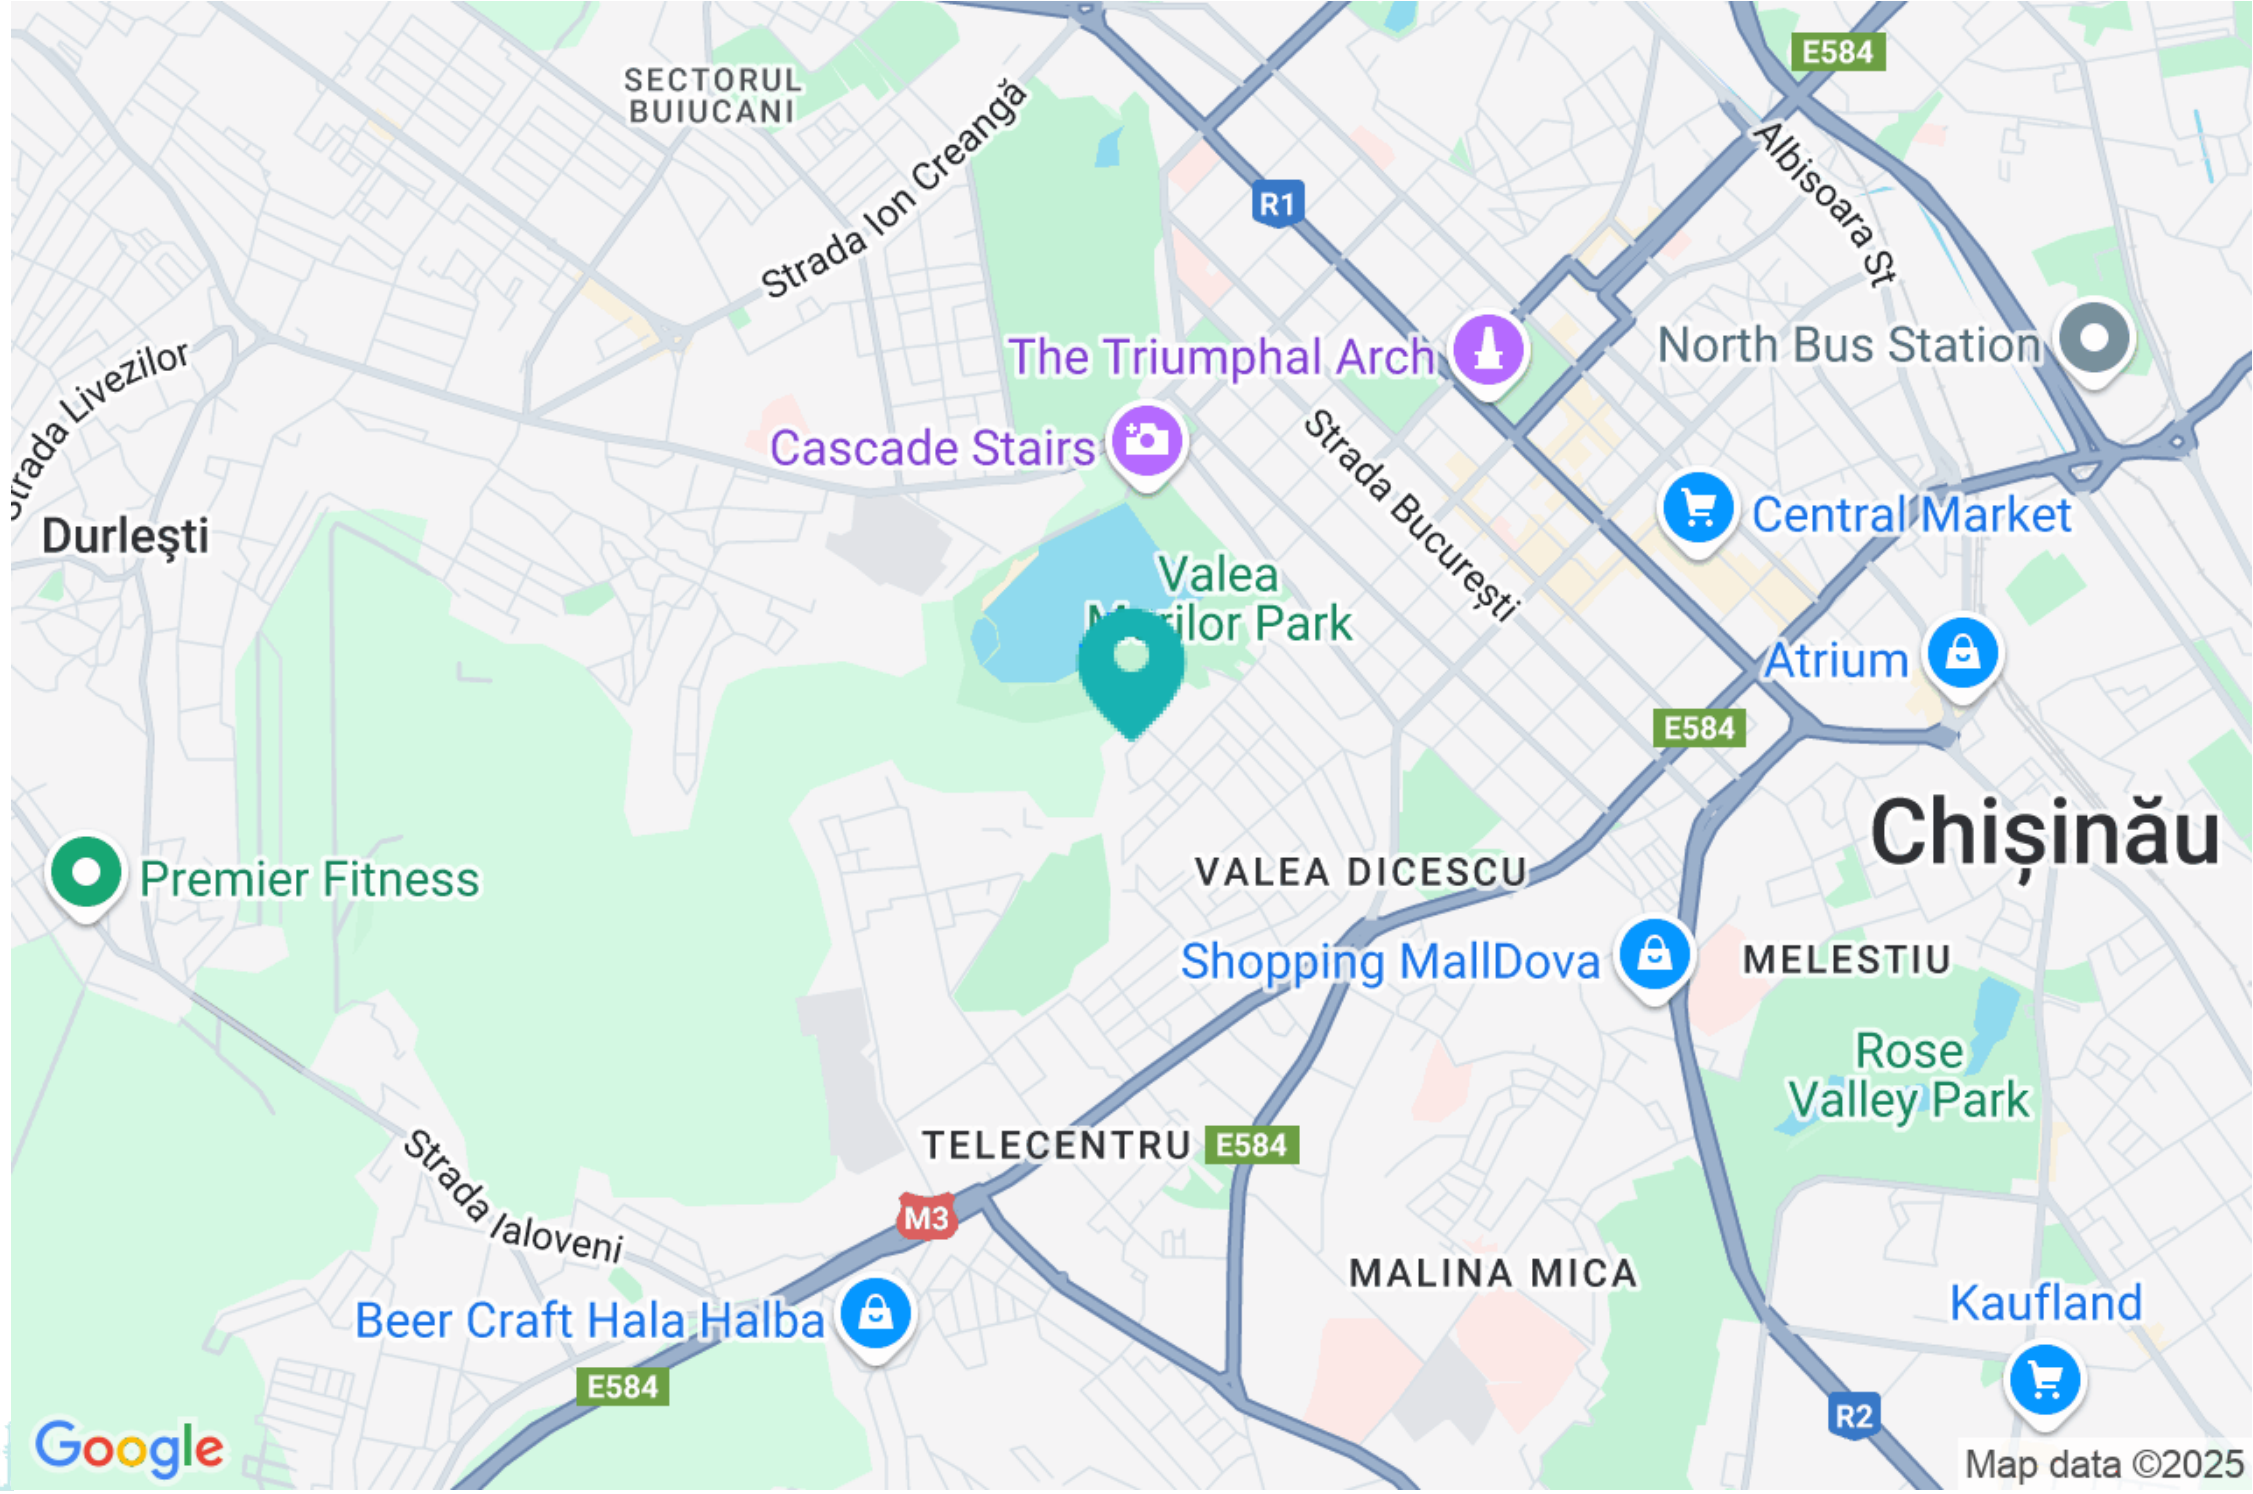 E584
SECTORUL
BUIUCANI
Strada Ion Creangă
Albisoara St
R1
The Triumphal Arch
North Bus Station
Strada Livezilor
Cascade Stairs
Strada București
Central Market
Durleşti
Valea
rilor Park
Atrium
E584
Chișinău
VALEA DICESCU
Premier Fitness
Shopping MallDova
MELESTIU
Rose
Valley Park
TELECENTRU
E584
Strada Ialoveni
M3
MALINA MICA
Beer Craft Hala Halba
Kaufland
E584
R2
Google
Map data ©2025